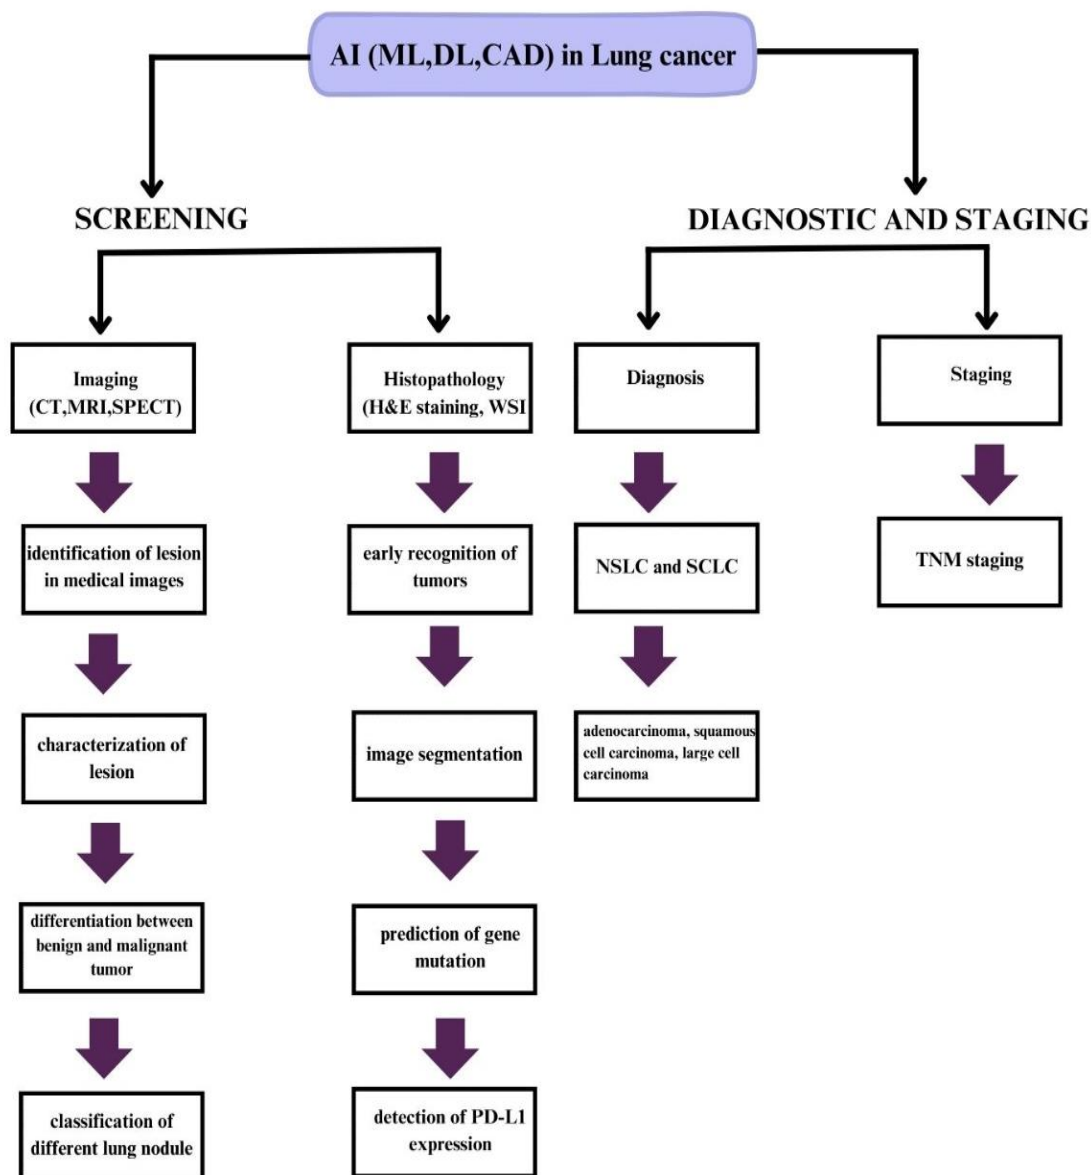 AI (ML,DL,CAD) in Lung cancer
SCREENING
DIAGNOSTIC AND STAGING
Imaging
(CT,MRI,SPECT)
Histopathology
(H&E staining, WSI
Diagnosis
Staging
identification of lesion
in medical images
early recognition of
tumors
NSLC and SCLC
TNM staging
characterization of
lesion
image segmentation
adenocarcinoma, squamous
cell carcinoma, large cell
carcinoma
differentiation between
benign and malignant
tumor
prediction of gene
mutation
classification of
different lung nodule
detection of PD-L1
expression